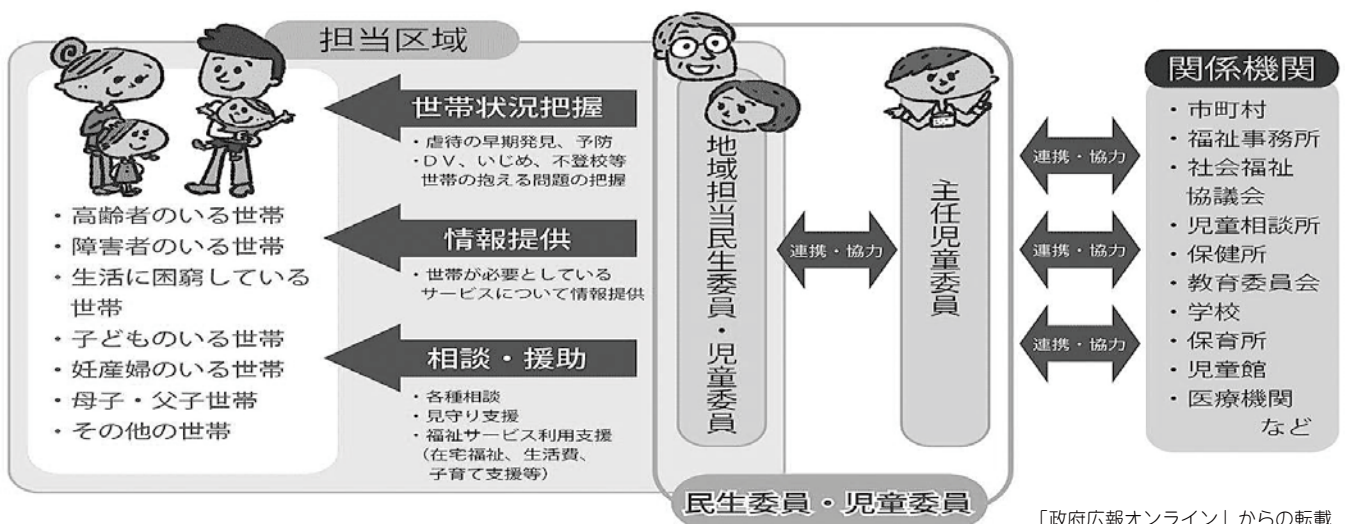 担当区域
・高齢者のいる世帯
・障害者のいる世帯
・生活に困窮している
世帯
・子どものいる世帯
・妊産婦のいる世帯
・母子・父子世帯
・その他の世帯
世帯状況把握
・虐待の早期発見、予防
・DV、いじめ、不登校等
世帯の抱える問題の把握
情報提供
・世帯が必要としている
サービスについて情報提供
相談・援助
・各種相談
・見守り支援
・福祉サービス利用支援
（在宅福祉、生活費、
子育て支援等）
地域担当民生委員・児童委員
連携・協力
主任児童委員
民生委員・児童委員
連携・協力
連携・協力
連携・協力
関係機関
・市町村
・福祉事務所
・社会福祉
協議会
・児童相談所
・保健所
・教育委員会
・学校
・保育所
・児童館
・医療機関
など
「政府広報オンライン」からの転載